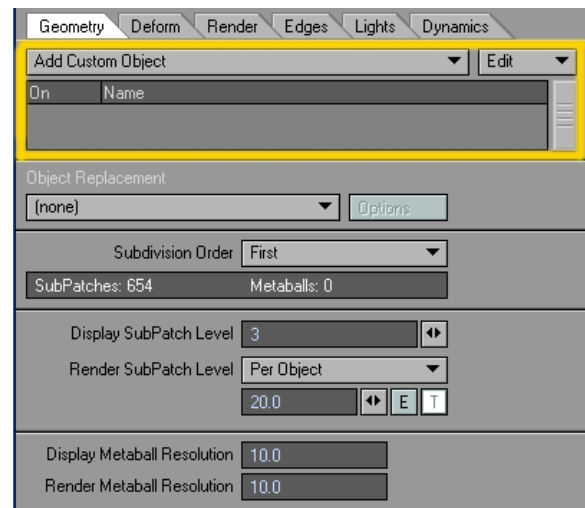 Geometry Deform Render Edges Lights Dynamics
Add Custom Object Edit
On Name
Object Replacement
(none) Options
Subdivision Order First
SubPatches: 654 Metaballs: 0
Display SubPatch Level 3
Render SubPatch Level Per Object
20.0 E T
Display Metaball Resolution 10.0
Render Metaball Resolution 10.0